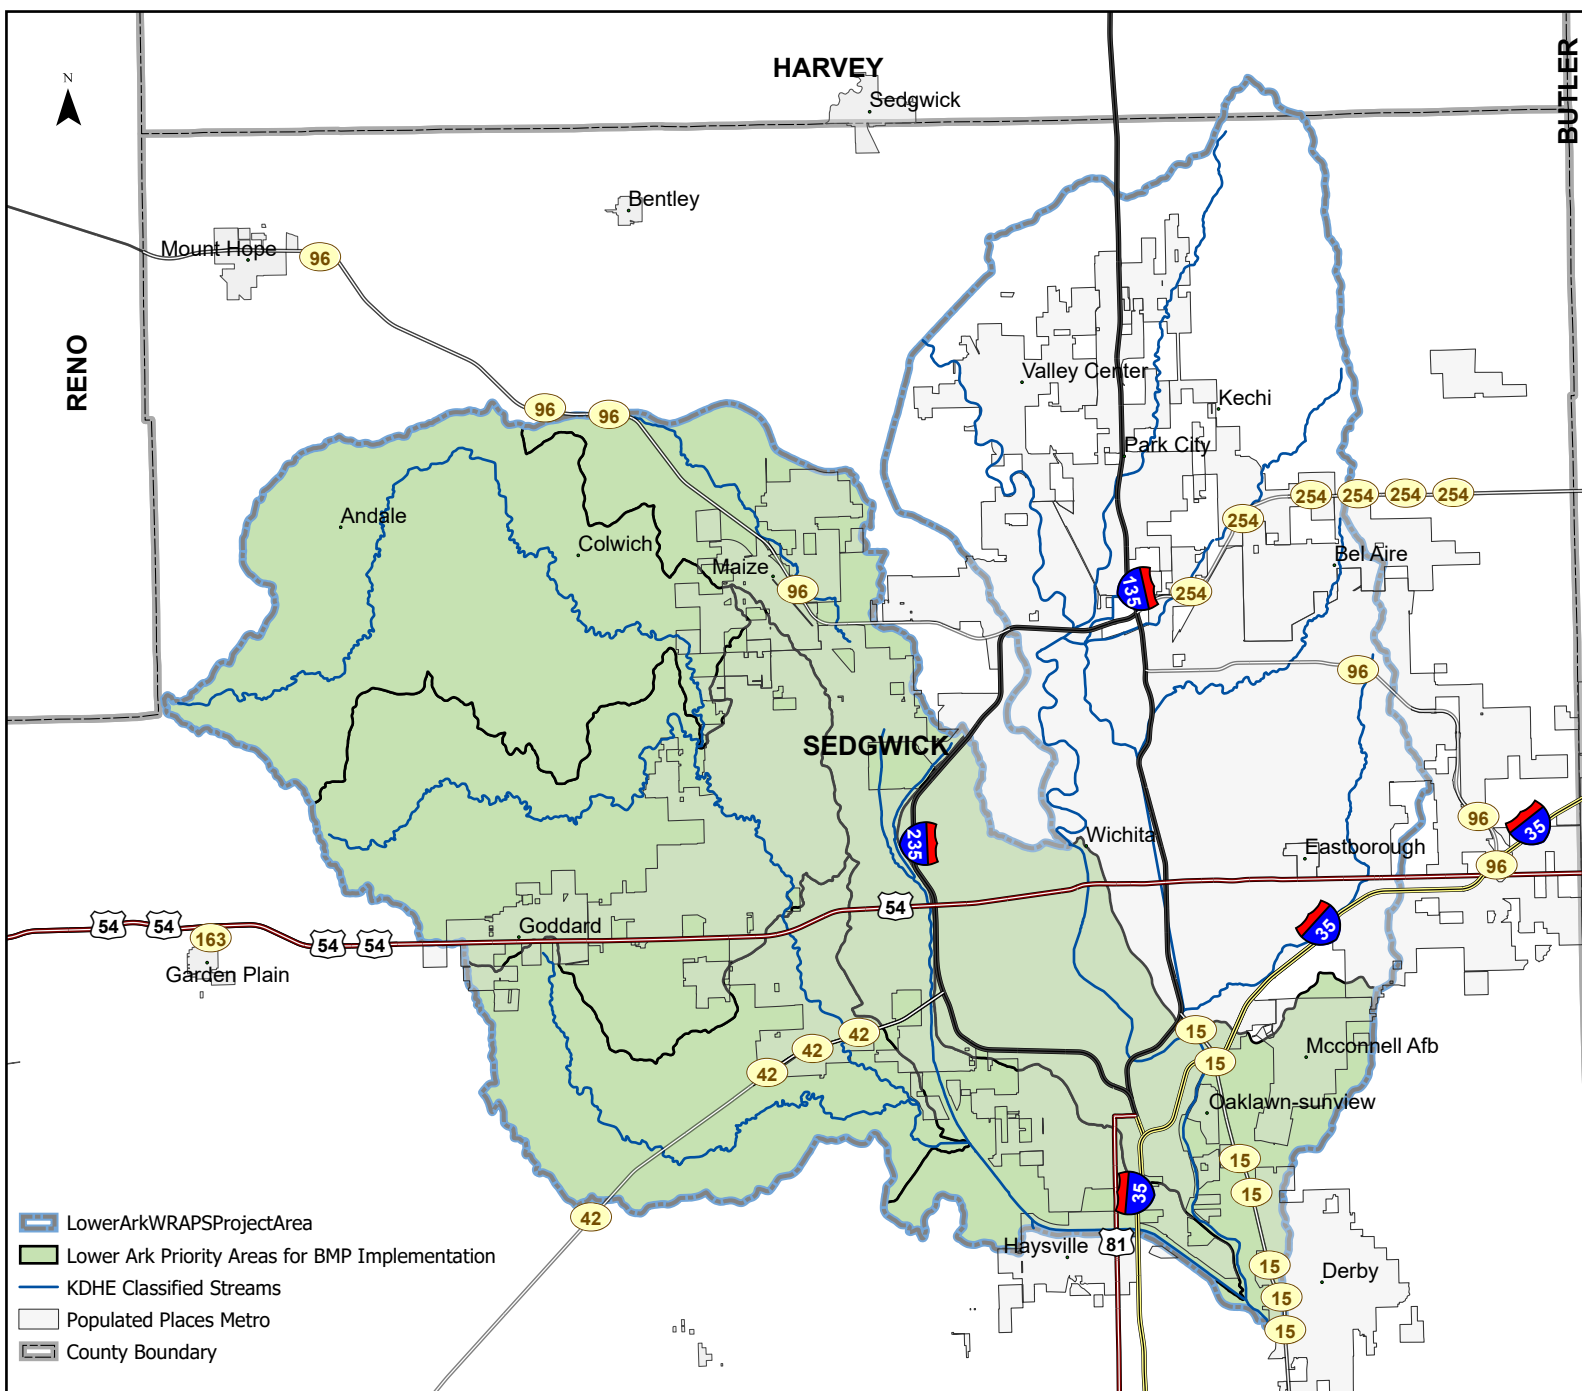 HARVEY
BUTLER
N
Sedgwick
Bentley
Mount Hope
96
RENO
Valley Center
Kechi
96
96
Park City
254
254
254
254
254
Andale
Colwich
Maize
Bel Aire
96
135
254
96
SEDGWICK
96
35
235
Wichita
Eastborough
96
54
54
54
163
54
54
Goddard
35
Garden Plain
15
42
42
42
15
Mcconnell Afb
Oaklawn-sunview
15
35
15
42
81
Haysville
15
Derby
15
15
LowerArkWRAPSProjectArea
Lower Ark Priority Areas for BMP Implementation
KDHE Classified Streams
Populated Places Metro
County Boundary